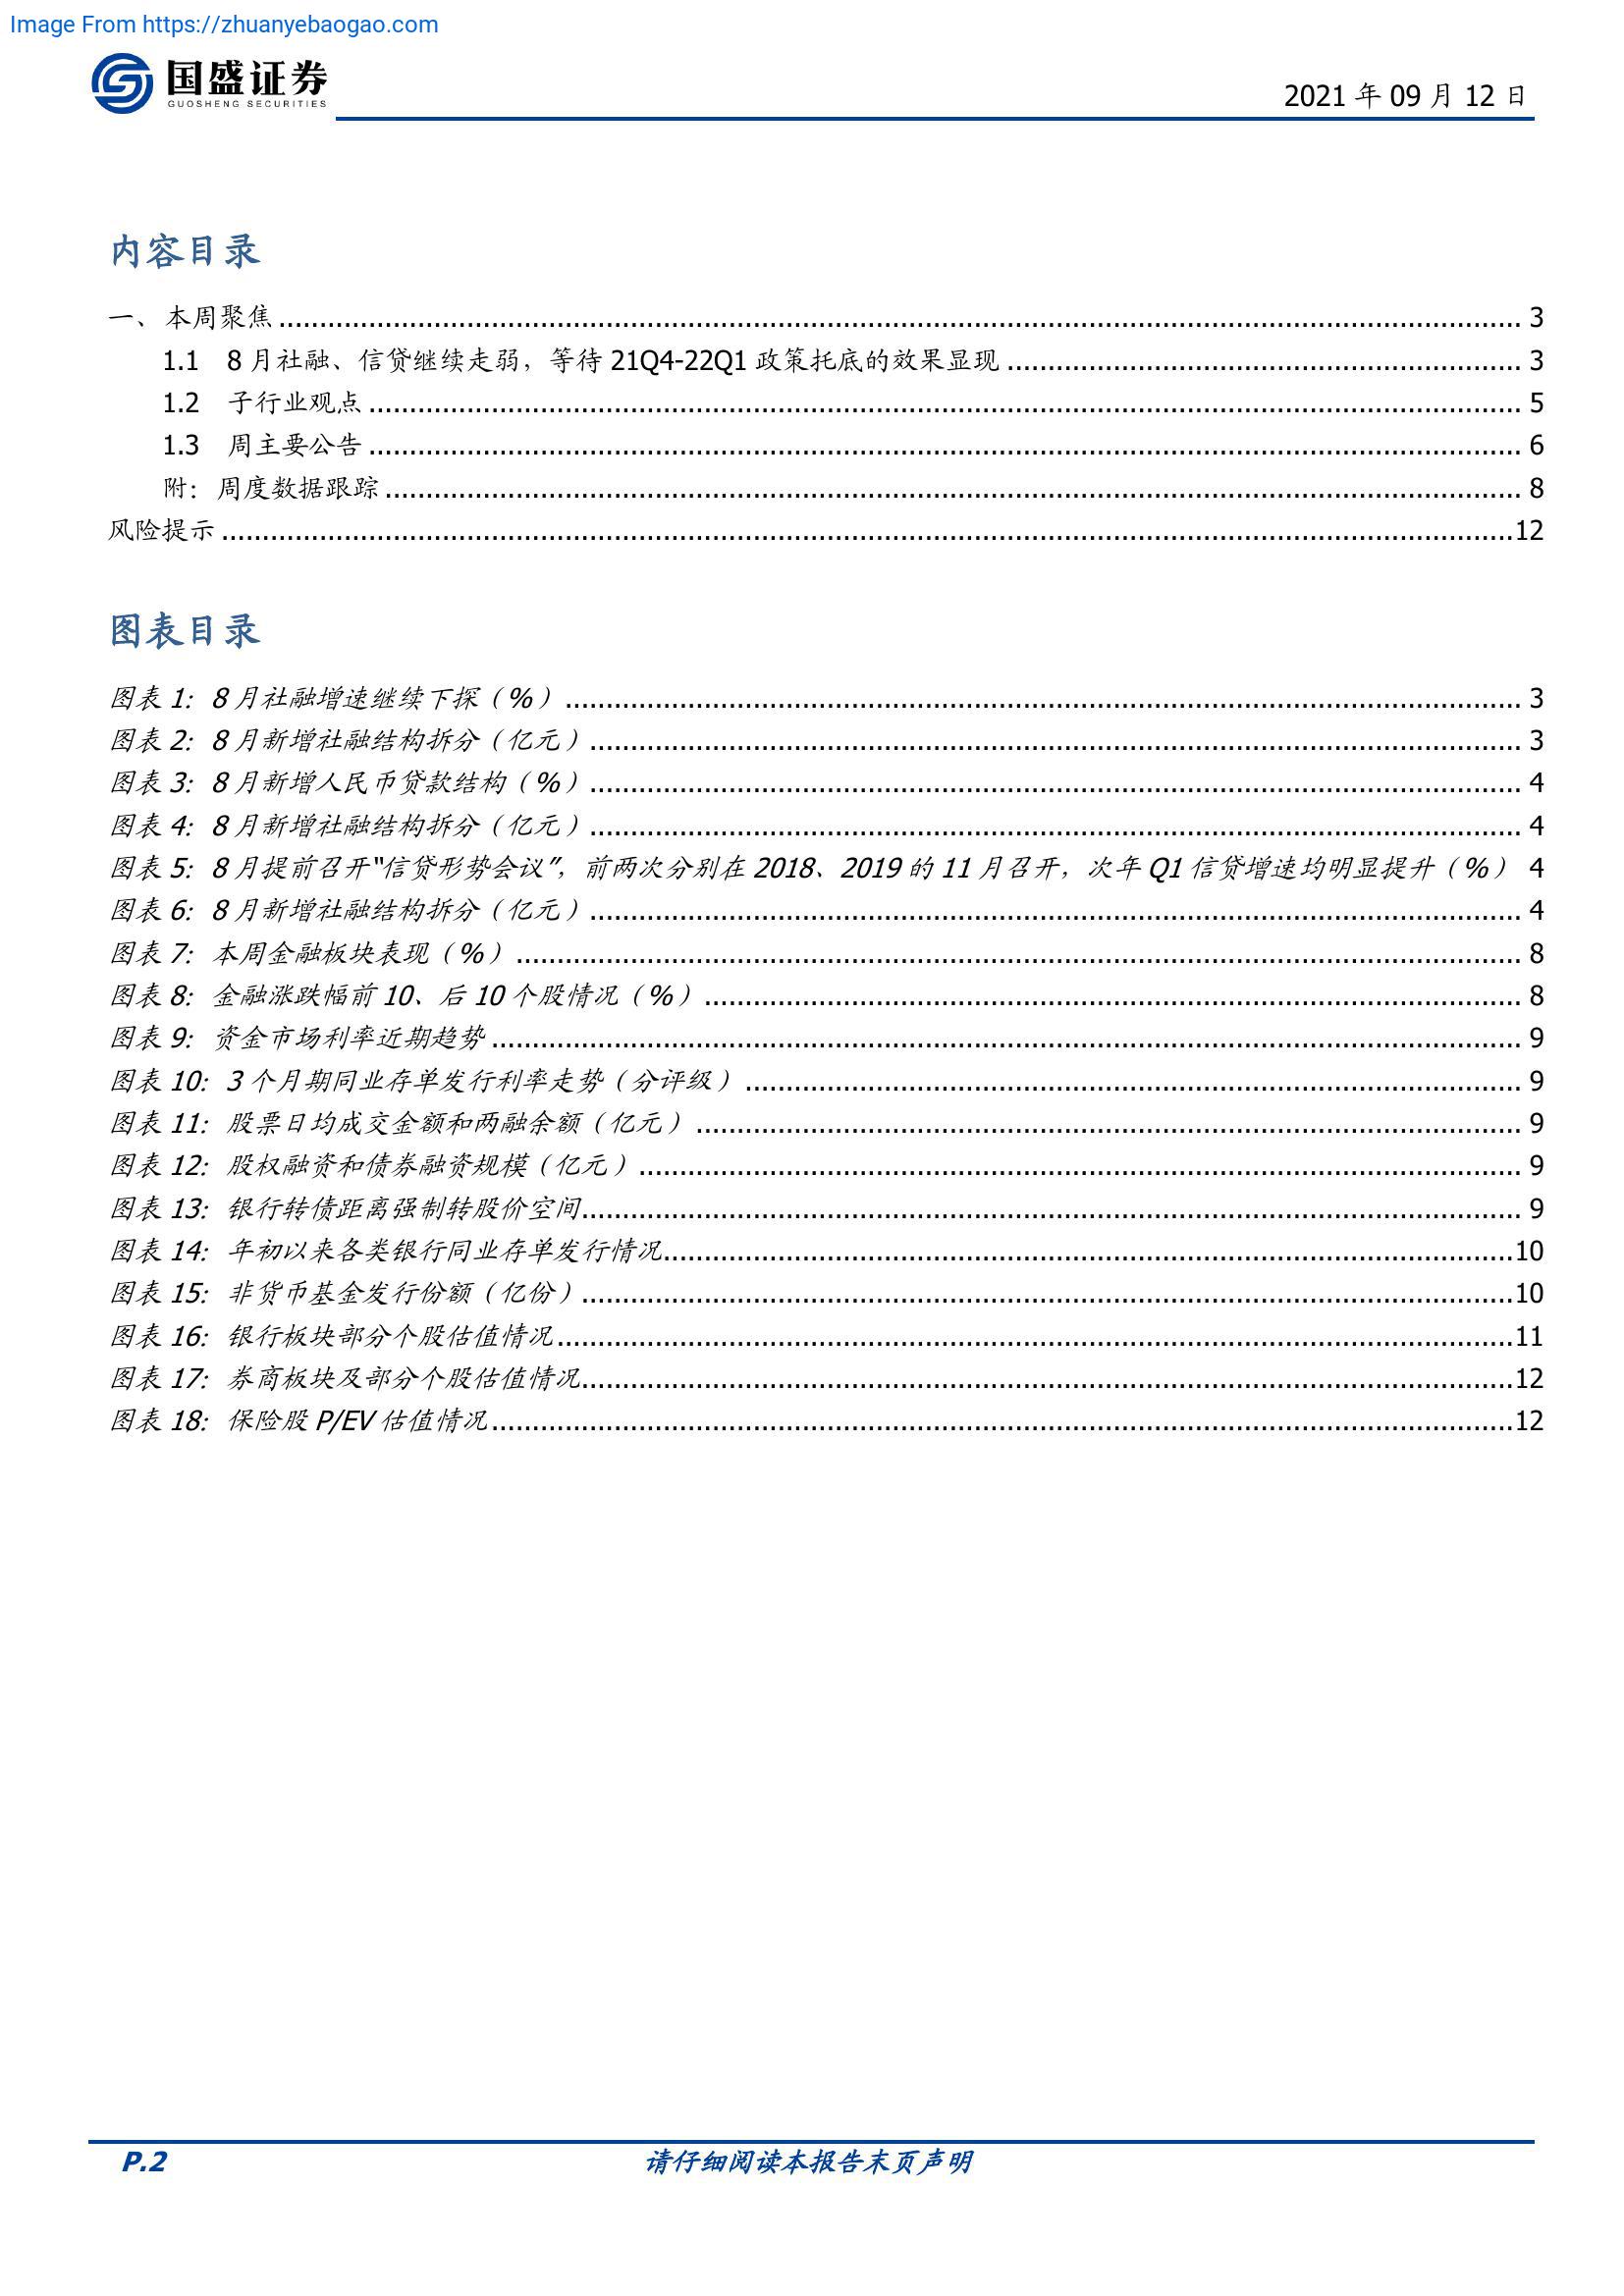 Image From https://zhuanyebaogao.com
国盛证券
GUOSHENG SECURITIES
2021 年 09 月 12 日
内容目录
一、 本周聚焦 ........ 3
1.1 8 月社融、信贷继续走弱，等待 21Q4-22Q1 政策托底的效果显现 ........ 3
1.2 子行业观点 ........ 5
1.3 周主要公告 ........ 6
附：周度数据跟踪 ........ 8
风险提示 ........ 12
图表目录
图表 1: 8 月社融增速继续下探（%） ........ 3
图表 2: 8 月新增社融结构拆分（亿元） ........ 3
图表 3: 8 月新增人民币贷款结构（%） ........ 4
图表 4: 8 月新增社融结构拆分（亿元） ........ 4
图表 5: 8 月提前召开"信贷形势会议"，前两次分别在 2018、2019 的 11 月召开，次年 Q1 信贷增速均明显提升（%） 4
图表 6: 8 月新增社融结构拆分（亿元） ........ 4
图表 7: 本周金融板块表现（%） ........ 8
图表 8: 金融涨跌幅前 10、后 10 个股情况（%） ........ 8
图表 9: 资金市场利率近期趋势 ........ 9
图表 10: 3 个月期同业存单发行利率走势（分评级） ........ 9
图表 11: 股票日均成交金额和两融余额（亿元） ........ 9
图表 12: 股权融资和债券融资规模（亿元） ........ 9
图表 13: 银行转债距离强制转股价空间 ........ 9
图表 14: 年初以来各类银行同业存单发行情况 ........ 10
图表 15: 非货币基金发行份额（亿份） ........ 10
图表 16: 银行板块部分个股估值情况 ........ 11
图表 17: 券商板块及部分个股估值情况 ........ 12
图表 18: 保险股 P/EV 估值情况 ........ 12
P.2
请仔细阅读本报告末页声明